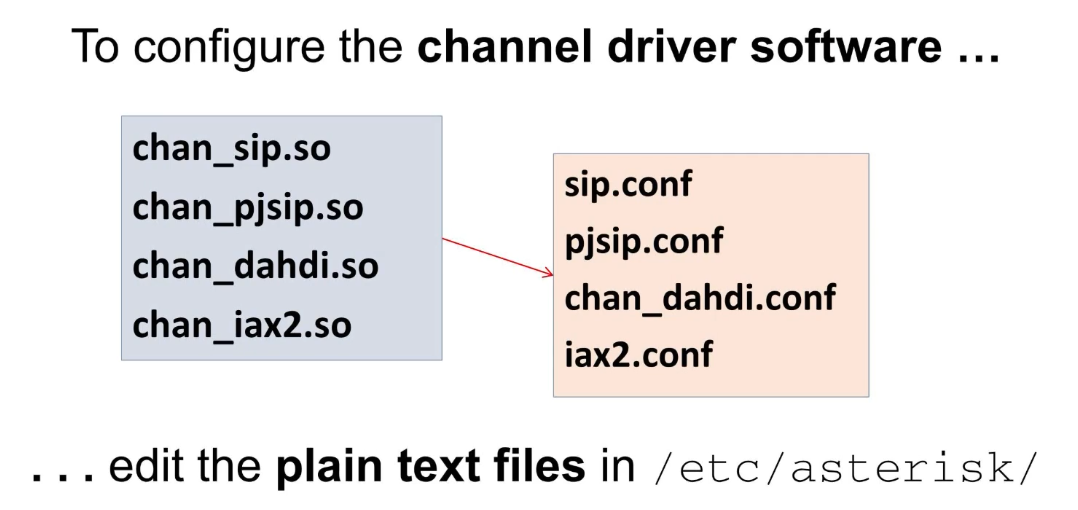 To configure the channel driver software ...
chan_sip.so
chan_pjsip.so
chan_dahdi.so
chan_iax2.so
sip.conf
pjsip.conf
chan_dahdi.conf
iax2.conf
. . . edit the plain text files in /etc/asterisk/